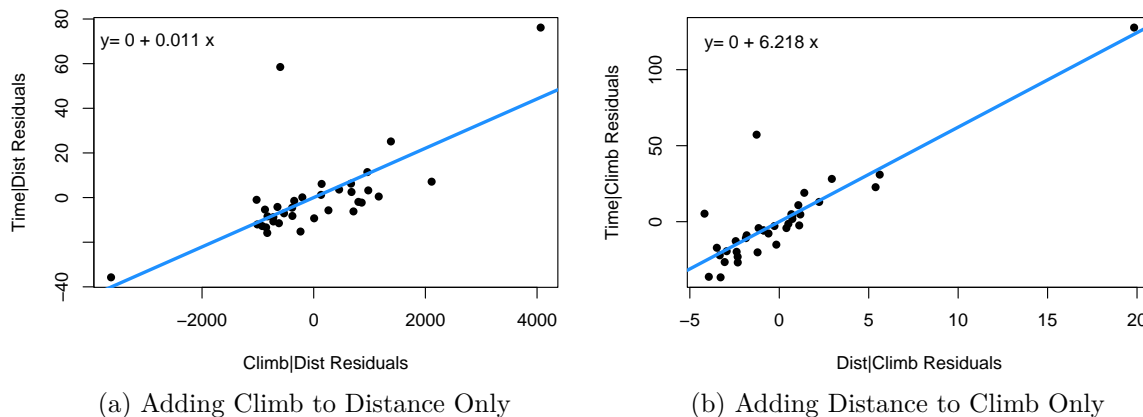 y= 0 + 0.011 x
Time|Dist Residuals
80
60
40
20
0
−40
−2000
0
2000
4000
Climb|Dist Residuals
(a) Adding Climb to Distance Only
y= 0 + 6.218 x
Time|Climb Residuals
100
50
0
−5
0
5
10
15
20
Dist|Climb Residuals
(b) Adding Distance to Climb Only